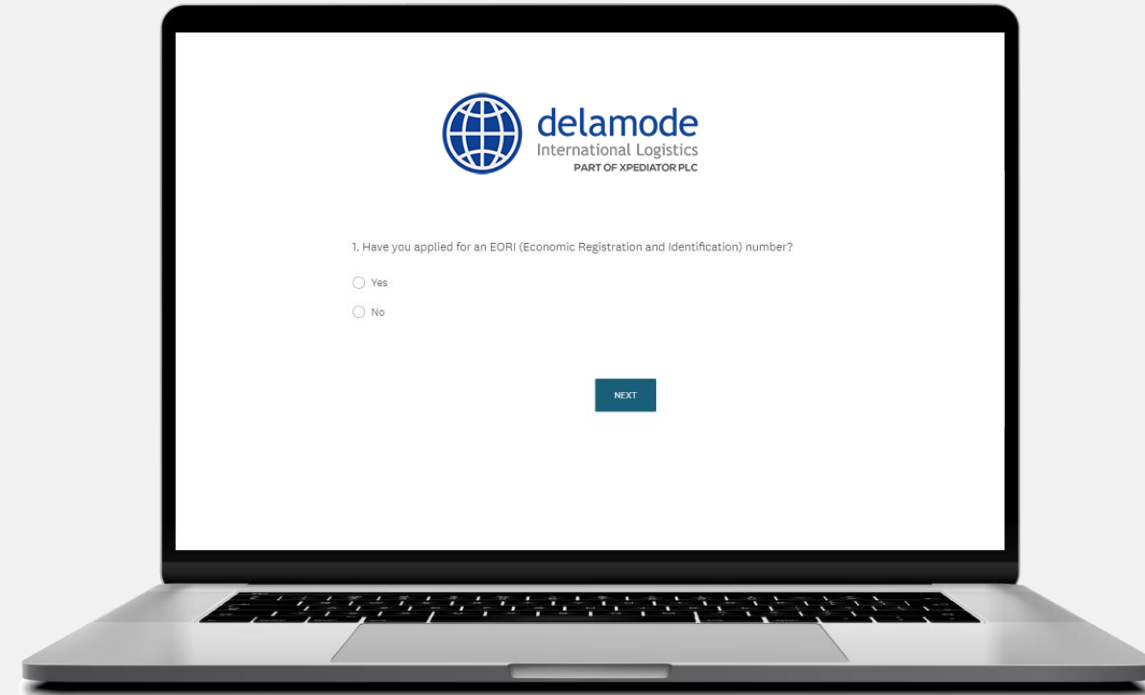 delamode
International Logistics
PART OF XPEDIATOR PLC
1. Have you applied for an EORI (Economic Registration and Identification) number?
Yes
No
NEXT